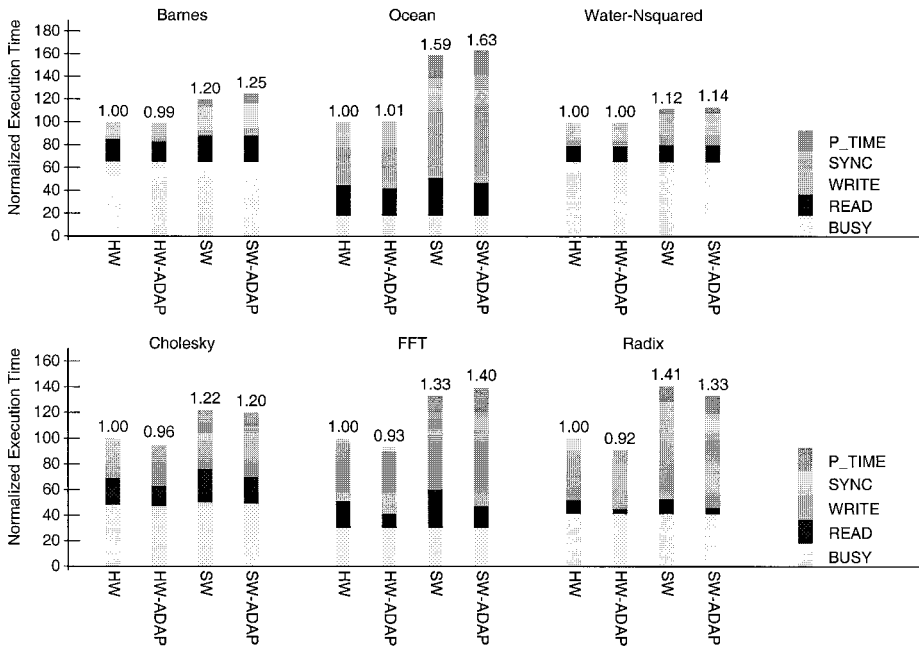 Barnes Ocean Water-Nsquared
Normalized Execution Time
180
160
140
120
100
80
60
40
20
0
1.00 0.99 1.20 1.25
1.00 1.01 1.59 1.63
1.00 1.00 1.12 1.14
P_TIME
SYNC
WRITE
READ
BUSY
HW HW-ADAP SW SW-ADAP
HW HW-ADAP SW SW-ADAP
HW HW-ADAP SW SW-ADAP
Cholesky FFT Radix
Normalized Execution Time
160
140
120
100
80
60
40
20
0
1.00 0.96 1.22 1.20
1.00 0.93 1.33 1.40
1.00 0.92 1.41 1.33
P_TIME
SYNC
WRITE
READ
BUSY
HW HW-ADAP SW SW-ADAP
HW HW-ADAP SW SW-ADAP
HW HW-ADAP SW SW-ADAP